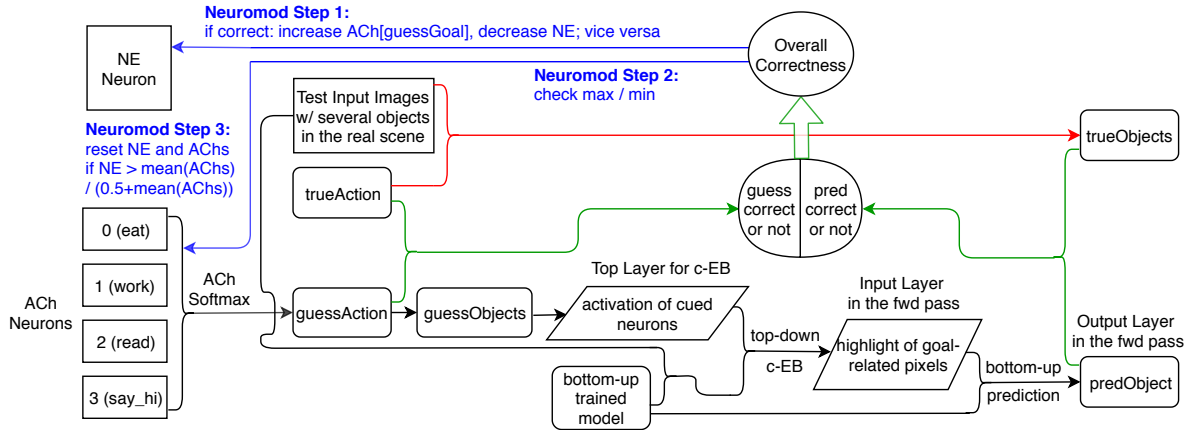 Neuromod Step 1:
if correct: increase ACh[guessGoal], decrease NE; vice versa
NE
Neuron
Overall
Correctness
Neuromod Step 2:
check max / min
Test Input Images
w/ several objects
in the real scene
Neuromod Step 3:
reset NE and AChs
if NE > mean(AChs)
/ (0.5+mean(AChs))
trueObjects
trueAction
guess
correct
or not
pred
correct
or not
ACh
Neurons
0 (eat)
1 (work)
2 (read)
3 (say_hi)
ACh
Softmax
guessAction
guessObjects
Top Layer for c-EB
activation of cued
neurons
top-down
c-EB
Input Layer
in the fwd pass
highlight of goal-
related pixels
bottom-up
trained
model
bottom-up
prediction
Output Layer
in the fwd pass
predObject